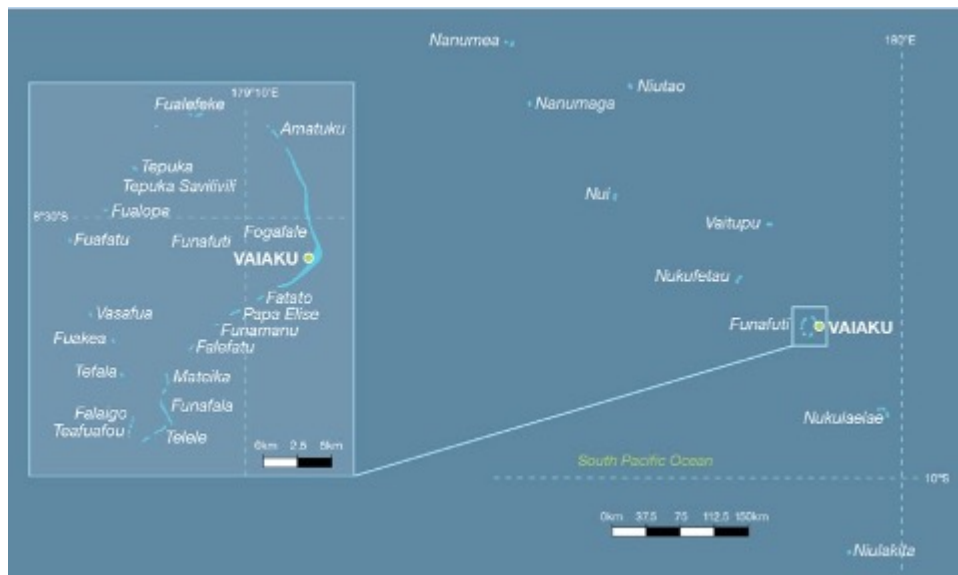 Nanumea
180°E
Niutao
Nanumaga
179°10'E
Fualefeke
Amatuku
Tepuka
Tepuka Savilivili
Nui
8°30'S
Fualopa
Vaitupu
Fuafatu
Funafuti
Fogafale
VAIAKU
Nukufetau
Fatato
Vasafua
Papa Elise
Funafuti
VAIAKU
Funamanu
Fuakea
Falefatu
Tefala
Mateika
Funafala
Falaigo
Teafuafou
Telele
Nukulaelae
0km 2.5 5km
South Pacific Ocean
10°S
0km 37.5 75 112.5 150km
Niulakita